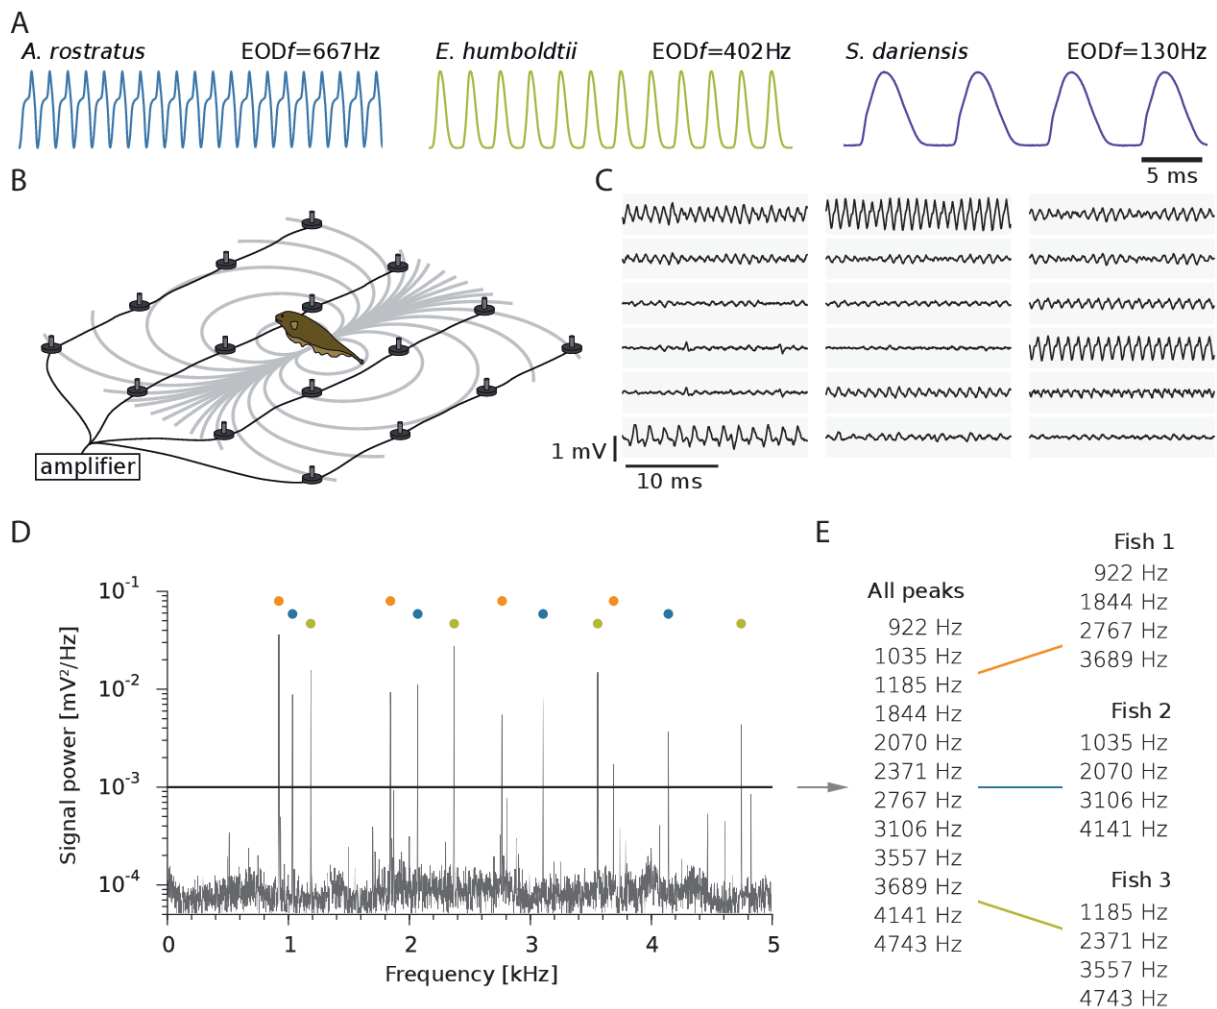 A
A. rostratus EODf=667Hz E. humboldtii EODf=402Hz S. dariensis EODf=130Hz
5 ms
B
amplifier
C
1 mV
10 ms
D
Signal power [mV²/Hz]
10⁻¹
10⁻²
10⁻³
10⁻⁴
0 1 2 3 4 5
Frequency [kHz]
E
All peaks
922 Hz
1035 Hz
1185 Hz
1844 Hz
2070 Hz
2371 Hz
2767 Hz
3106 Hz
3557 Hz
3689 Hz
4141 Hz
4743 Hz
Fish 1
922 Hz
1844 Hz
2767 Hz
3689 Hz
Fish 2
1035 Hz
2070 Hz
3106 Hz
4141 Hz
Fish 3
1185 Hz
2371 Hz
3557 Hz
4743 Hz